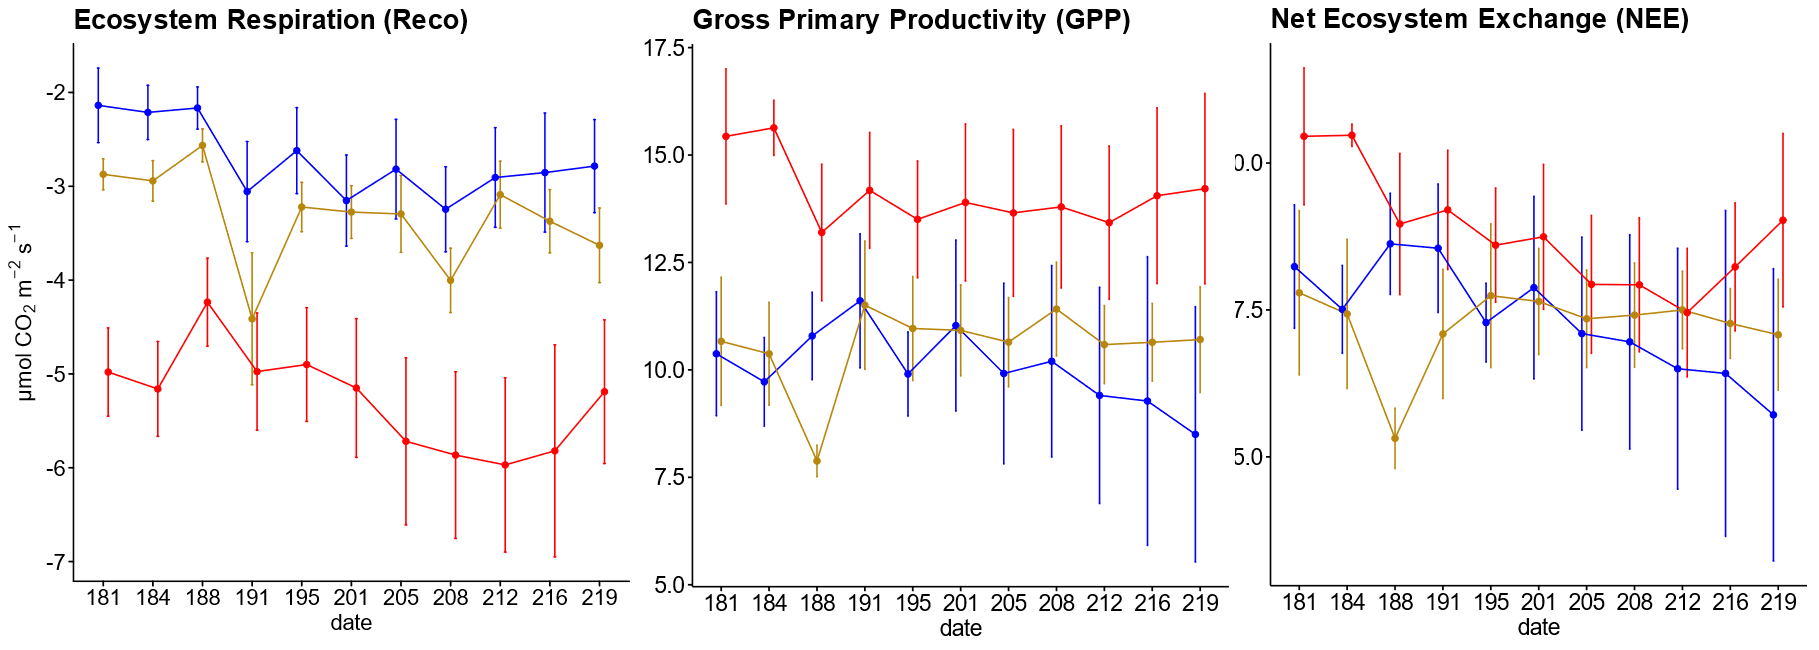 Ecosystem Respiration (Reco)
-2
-3
-4
-5
-6
-7
µmol CO₂ m⁻² s⁻¹
181 184 188 191 195 201 205 208 212 216 219
date
Gross Primary Productivity (GPP)
17.5
15.0
12.5
10.0
7.5
5.0
181 184 188 191 195 201 205 208 212 216 219
date
Net Ecosystem Exchange (NEE)
0.0
7.5
5.0
181 184 188 191 195 201 205 208 212 216 219
date